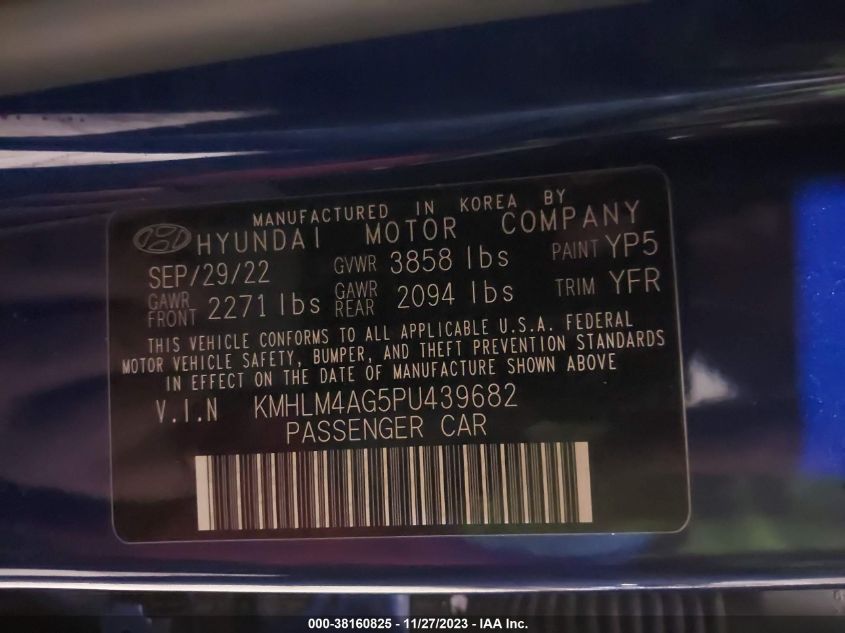 MANUFACTURED IN KOREA BY
HYUNDAI MOTOR COMPANY
SEP/29/22 GVWR 3858 lbs PAINT YP5
GAWR FRONT 2271 lbs GAWR REAR 2094 lbs TRIM YFR
THIS VEHICLE CONFORMS TO ALL APPLICABLE U.S.A. FEDERAL
MOTOR VEHICLE SAFETY, BUMPER, AND THEFT PREVENTION STANDARDS
IN EFFECT ON THE DATE OF MANUFACTURE SHOWN ABOVE
V.I.N KMHLM4AG5PU439682
PASSENGER CAR
000-38160825 - 11/27/2023 - IAA Inc.